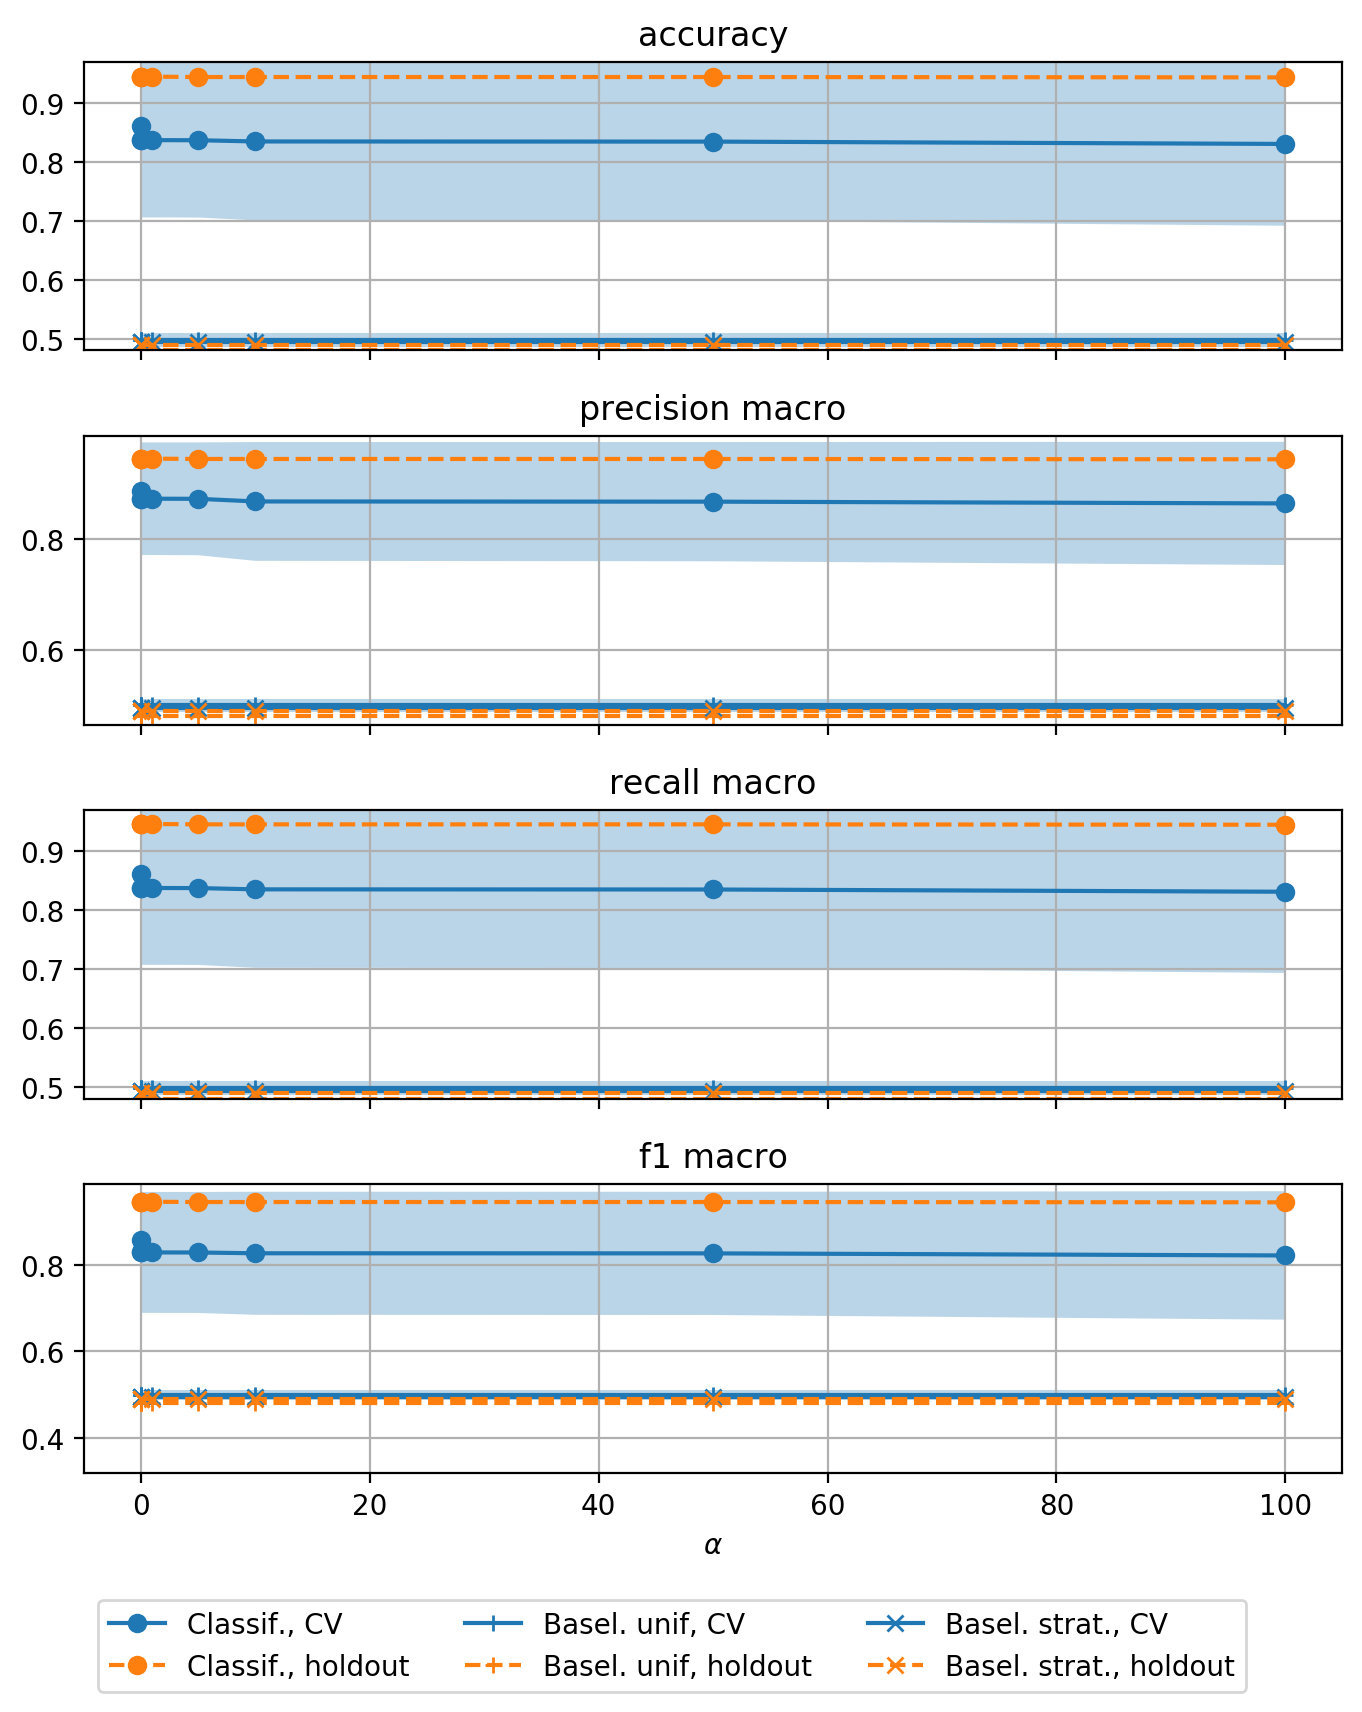 accuracy
0.9
0.8
0.7
0.6
0.5
precision macro
0.8
0.6
recall macro
0.9
0.8
0.7
0.6
0.5
f1 macro
0.8
0.6
0.4
0 20 40 60 80 100
α
Classif., CV Basel. unif, CV Basel. strat., CV
Classif., holdout Basel. unif, holdout Basel. strat., holdout